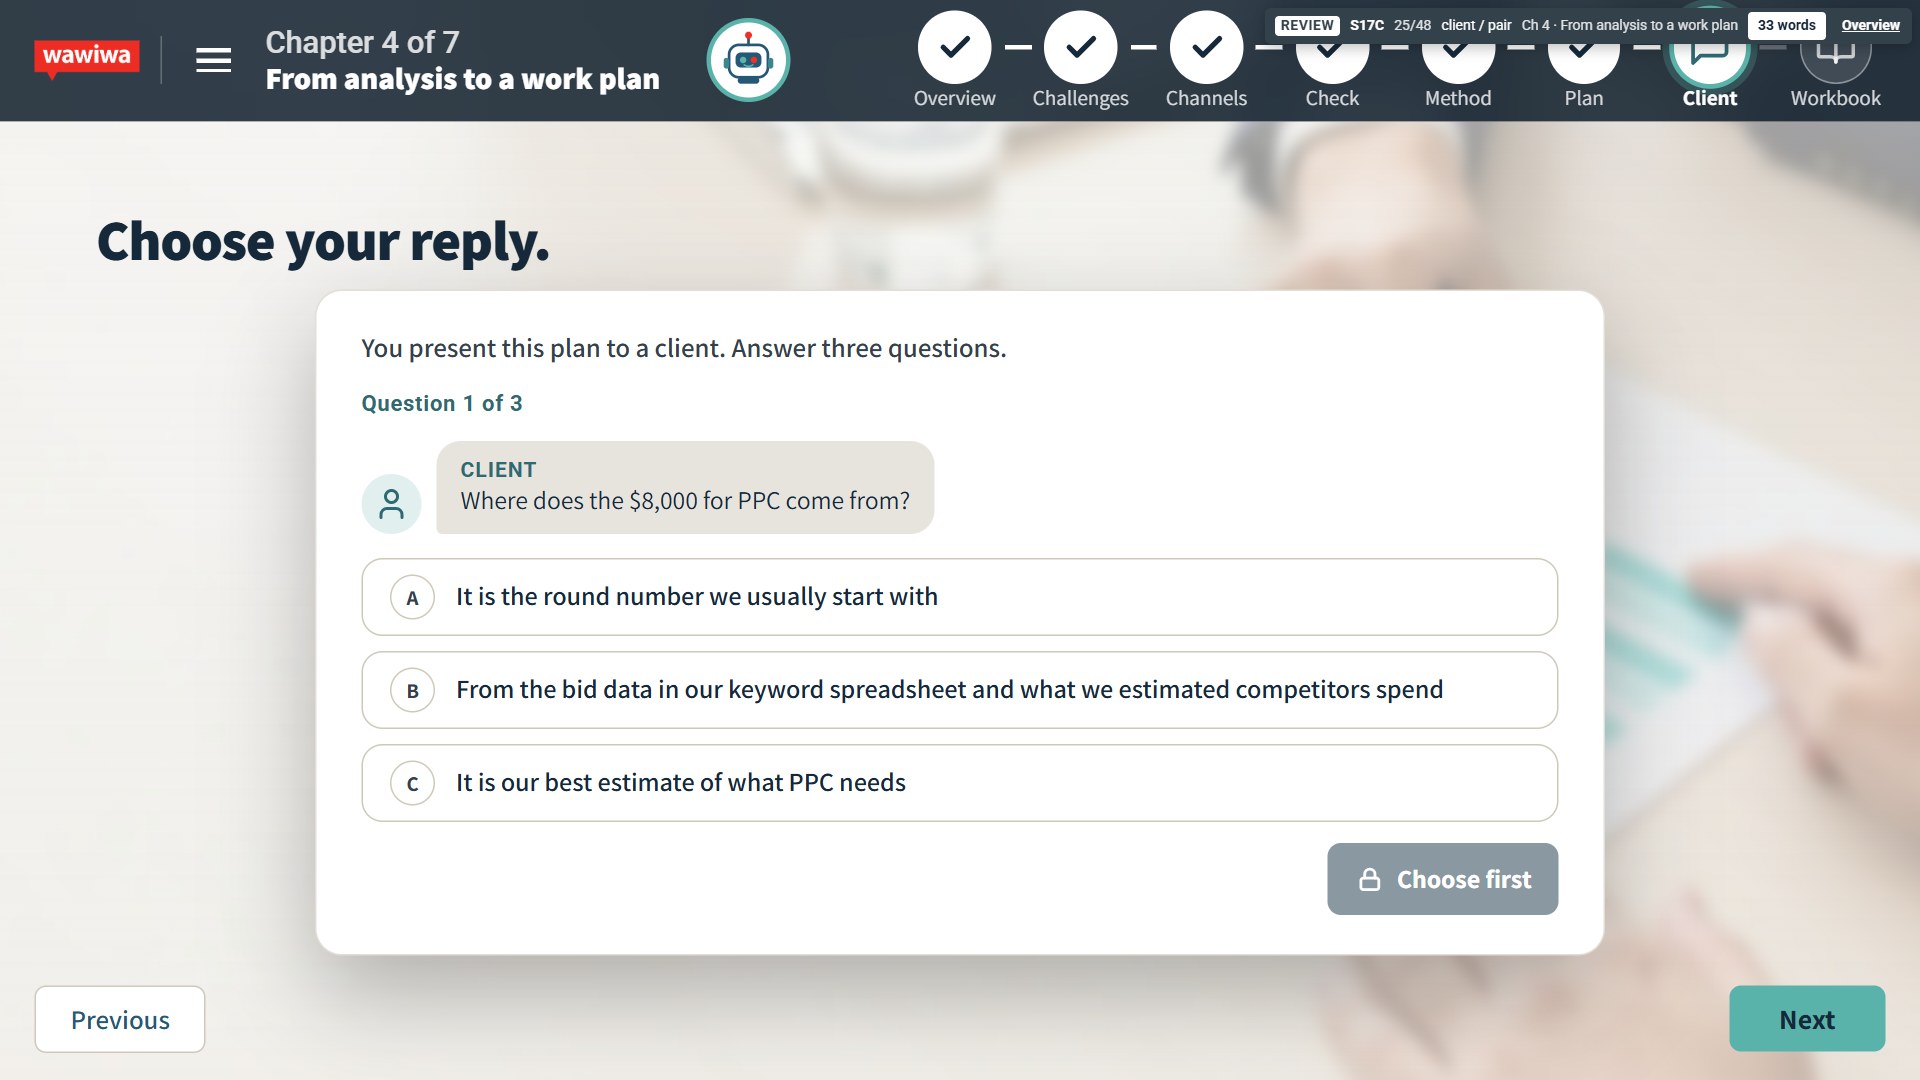 wawiwa
Chapter 4 of 7
From analysis to a work plan
REVIEW S17C 25/48 client / pair Ch 4 · From analysis to a work plan 33 words Overview
Overview
Challenges
Channels
Check
Method
Plan
Client
Workbook
Choose your reply.
You present this plan to a client. Answer three questions.
Question 1 of 3
CLIENT
Where does the $8,000 for PPC come from?
A It is the round number we usually start with
B From the bid data in our keyword spreadsheet and what we estimated competitors spend
C It is our best estimate of what PPC needs
Choose first
Previous
Next